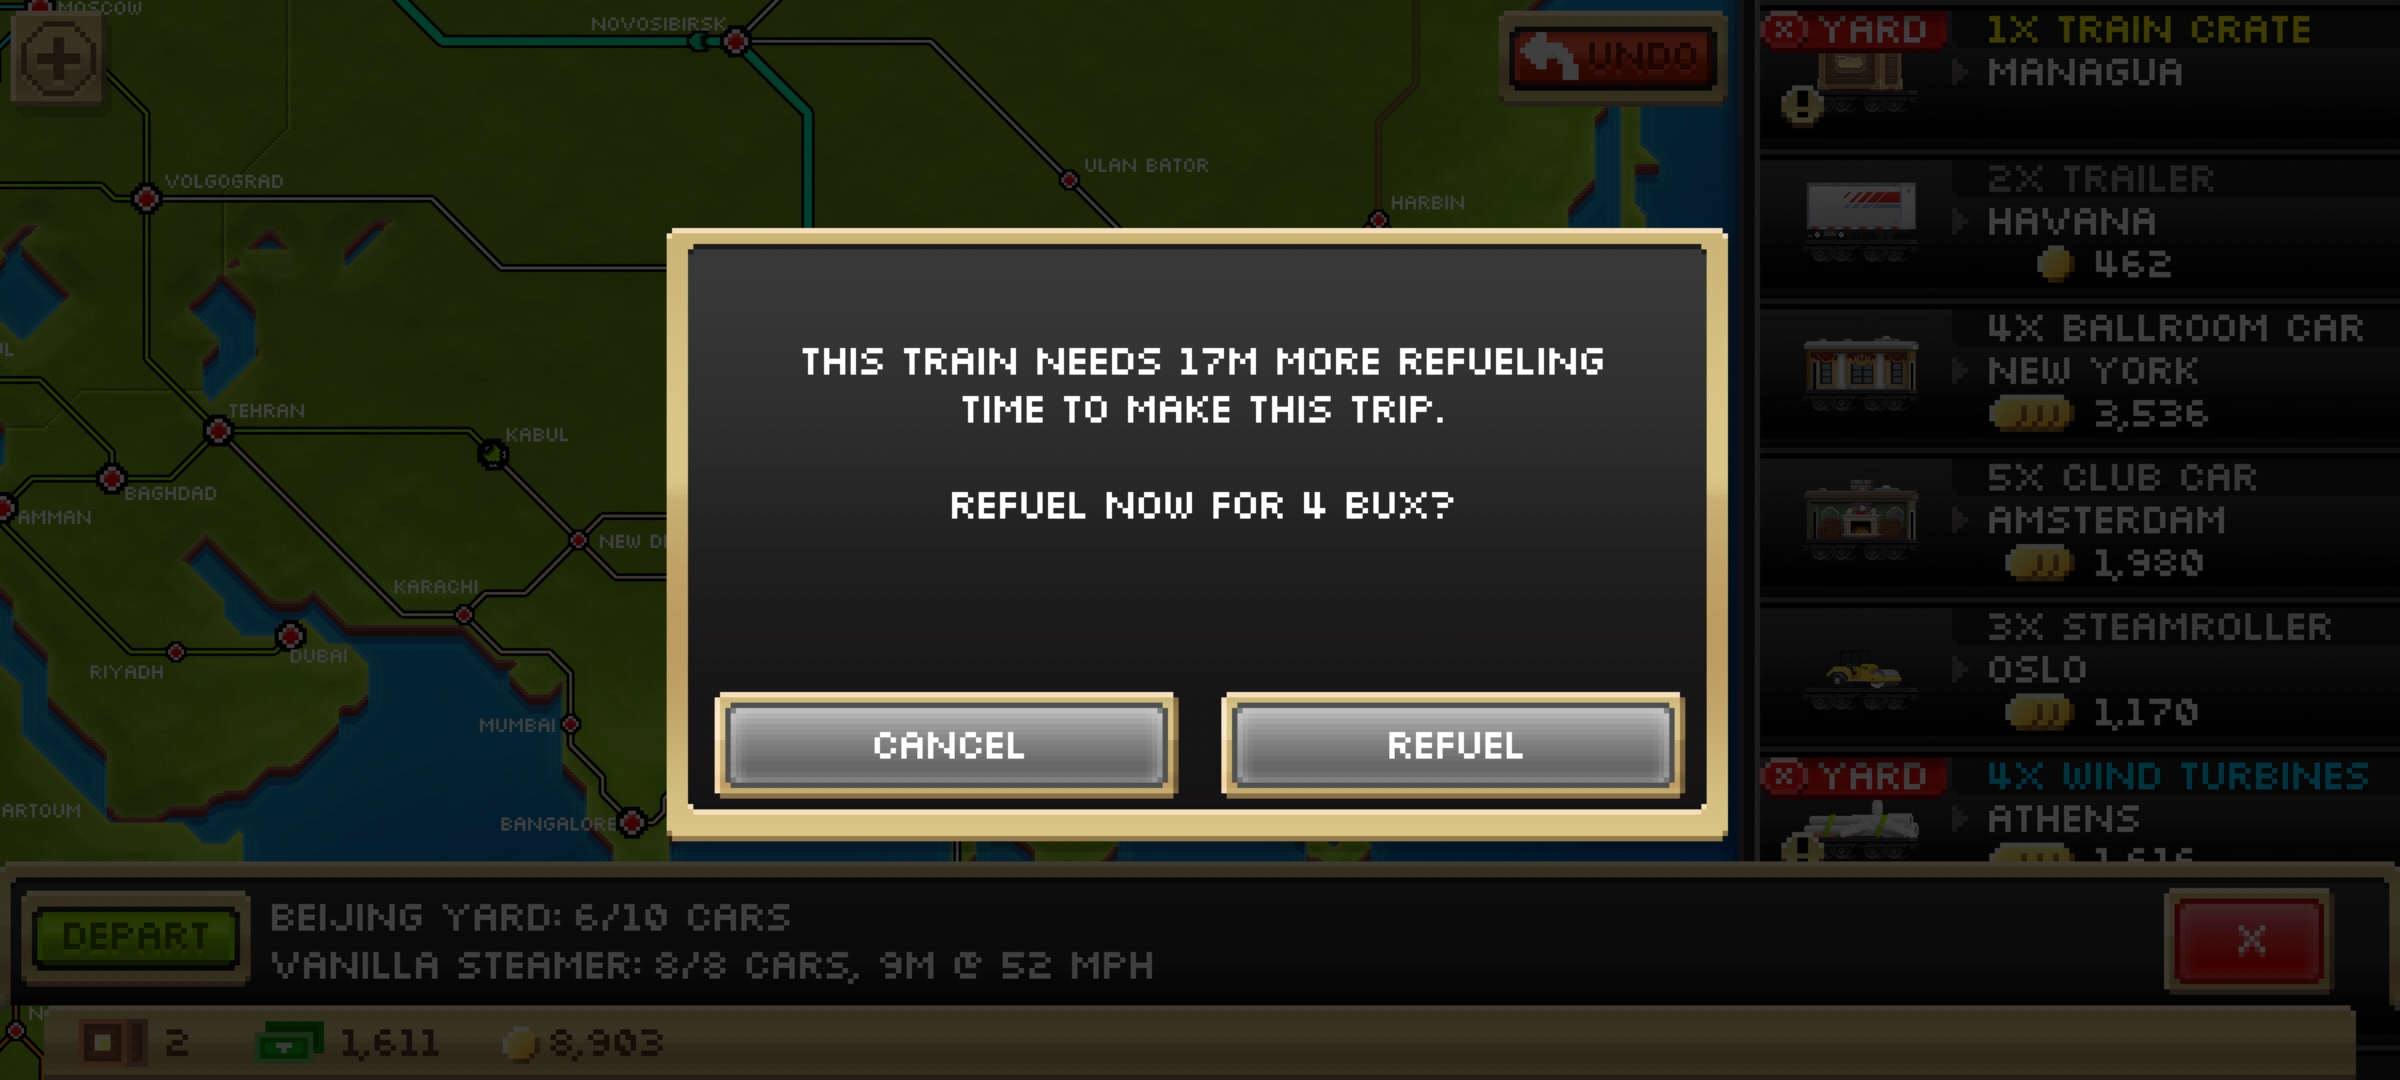 MOSCOW
NOVOSIBIRSK
UNDO
ULAN BATOR
VOLGOGRAD
HARBIN
TEHRAN
KABUL
BAGHDAD
AMMAN
NEW
KARACHI
DUBAI
RIYADH
MUMBAI
ARTOUM
BANGALORE
THIS TRAIN NEEDS 17M MORE REFUELING
TIME TO MAKE THIS TRIP.
REFUEL NOW FOR 4 BUX?
CANCEL
REFUEL
YARD
1X TRAIN CRATE
MANAGUA
2X TRAILER
HAVANA
462
4X BALLROOM CAR
NEW YORK
3,536
5X CLUB CAR
AMSTERDAM
1,980
3X STEAMROLLER
OSLO
1,170
YARD
4X WIND TURBINES
ATHENS
1,616
DEPART
BEIJING YARD: 6/10 CARS
VANILLA STEAMER: 8/8 CARS, 9M @ 52 MPH
X
2
1,611
8,903